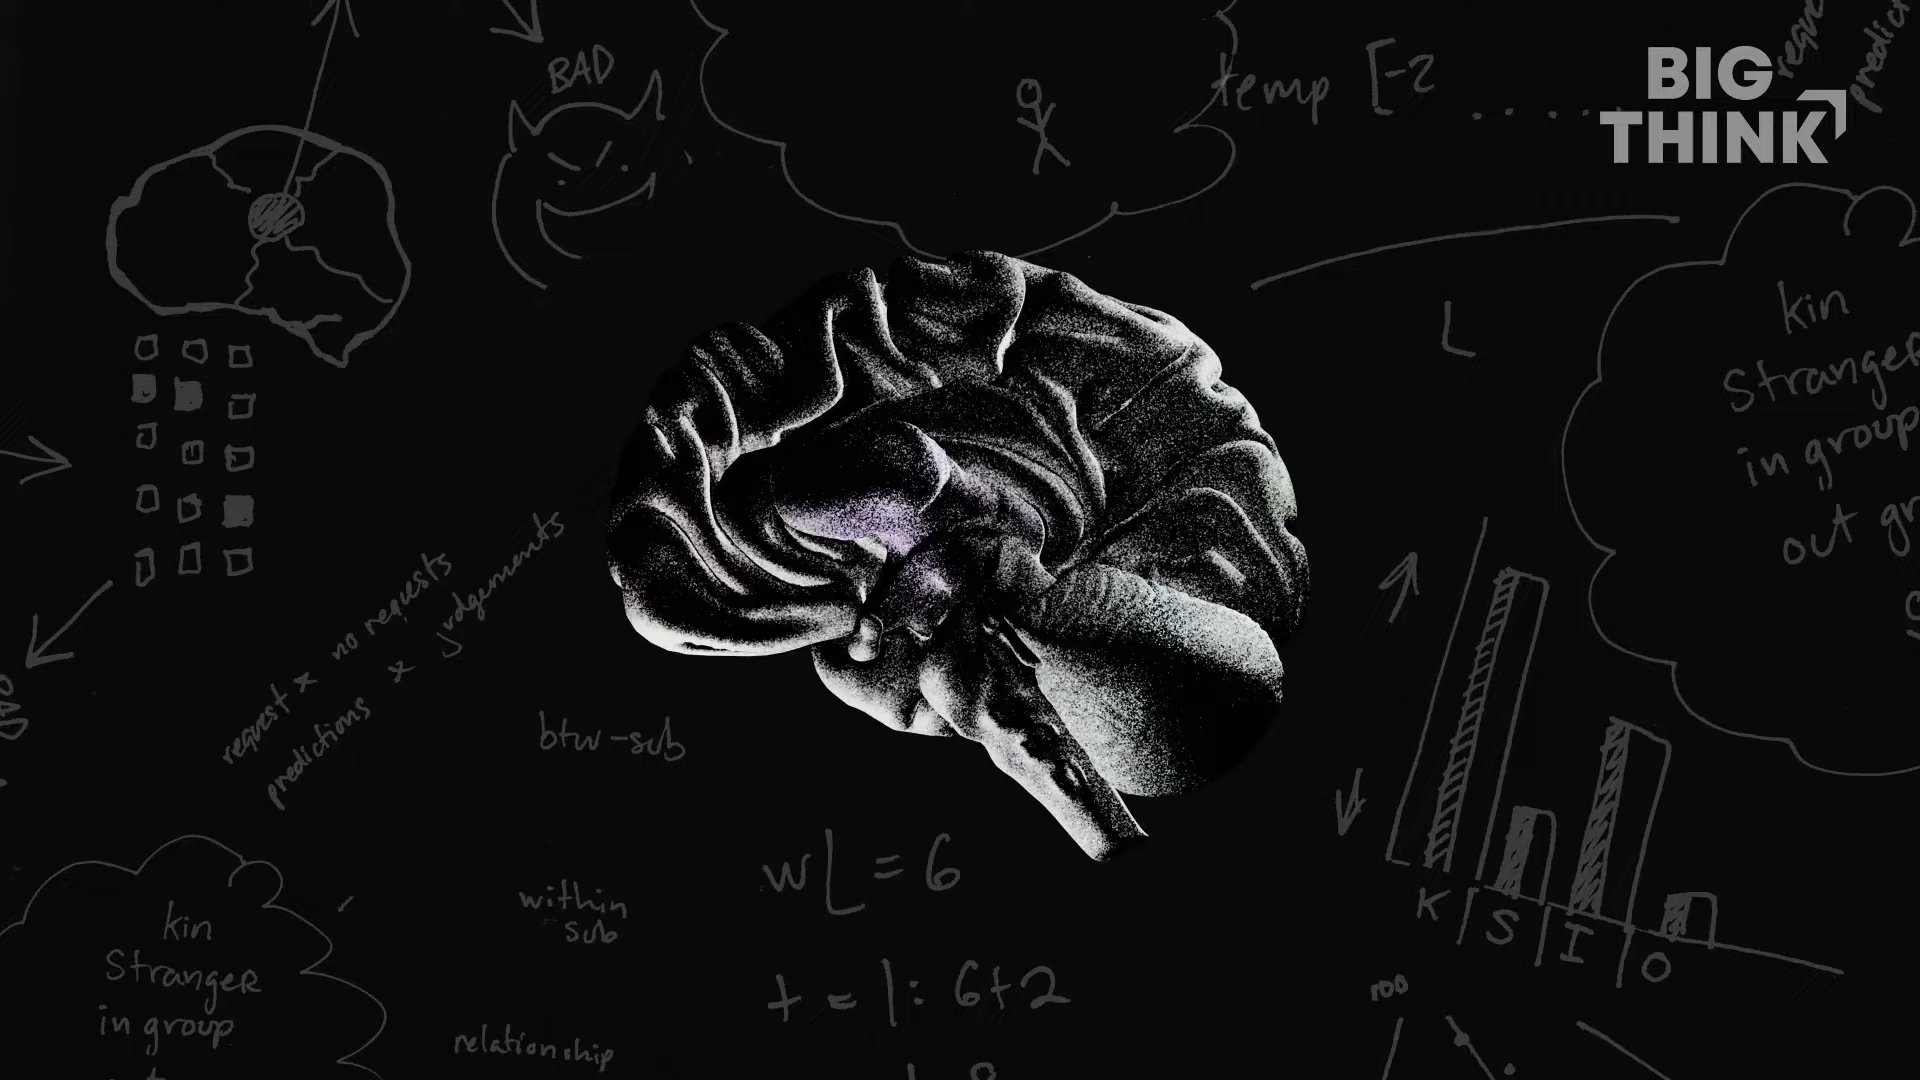 BAD
temp [-2
BIG
THINK
kin
Stranger
in group
out gr
L
btw-sub
request x no requests
predictions x judgements
wL = 6
within
sub
t = 1: 6+2
kin
Stranger
in group
relationship
K | S | I | O
100